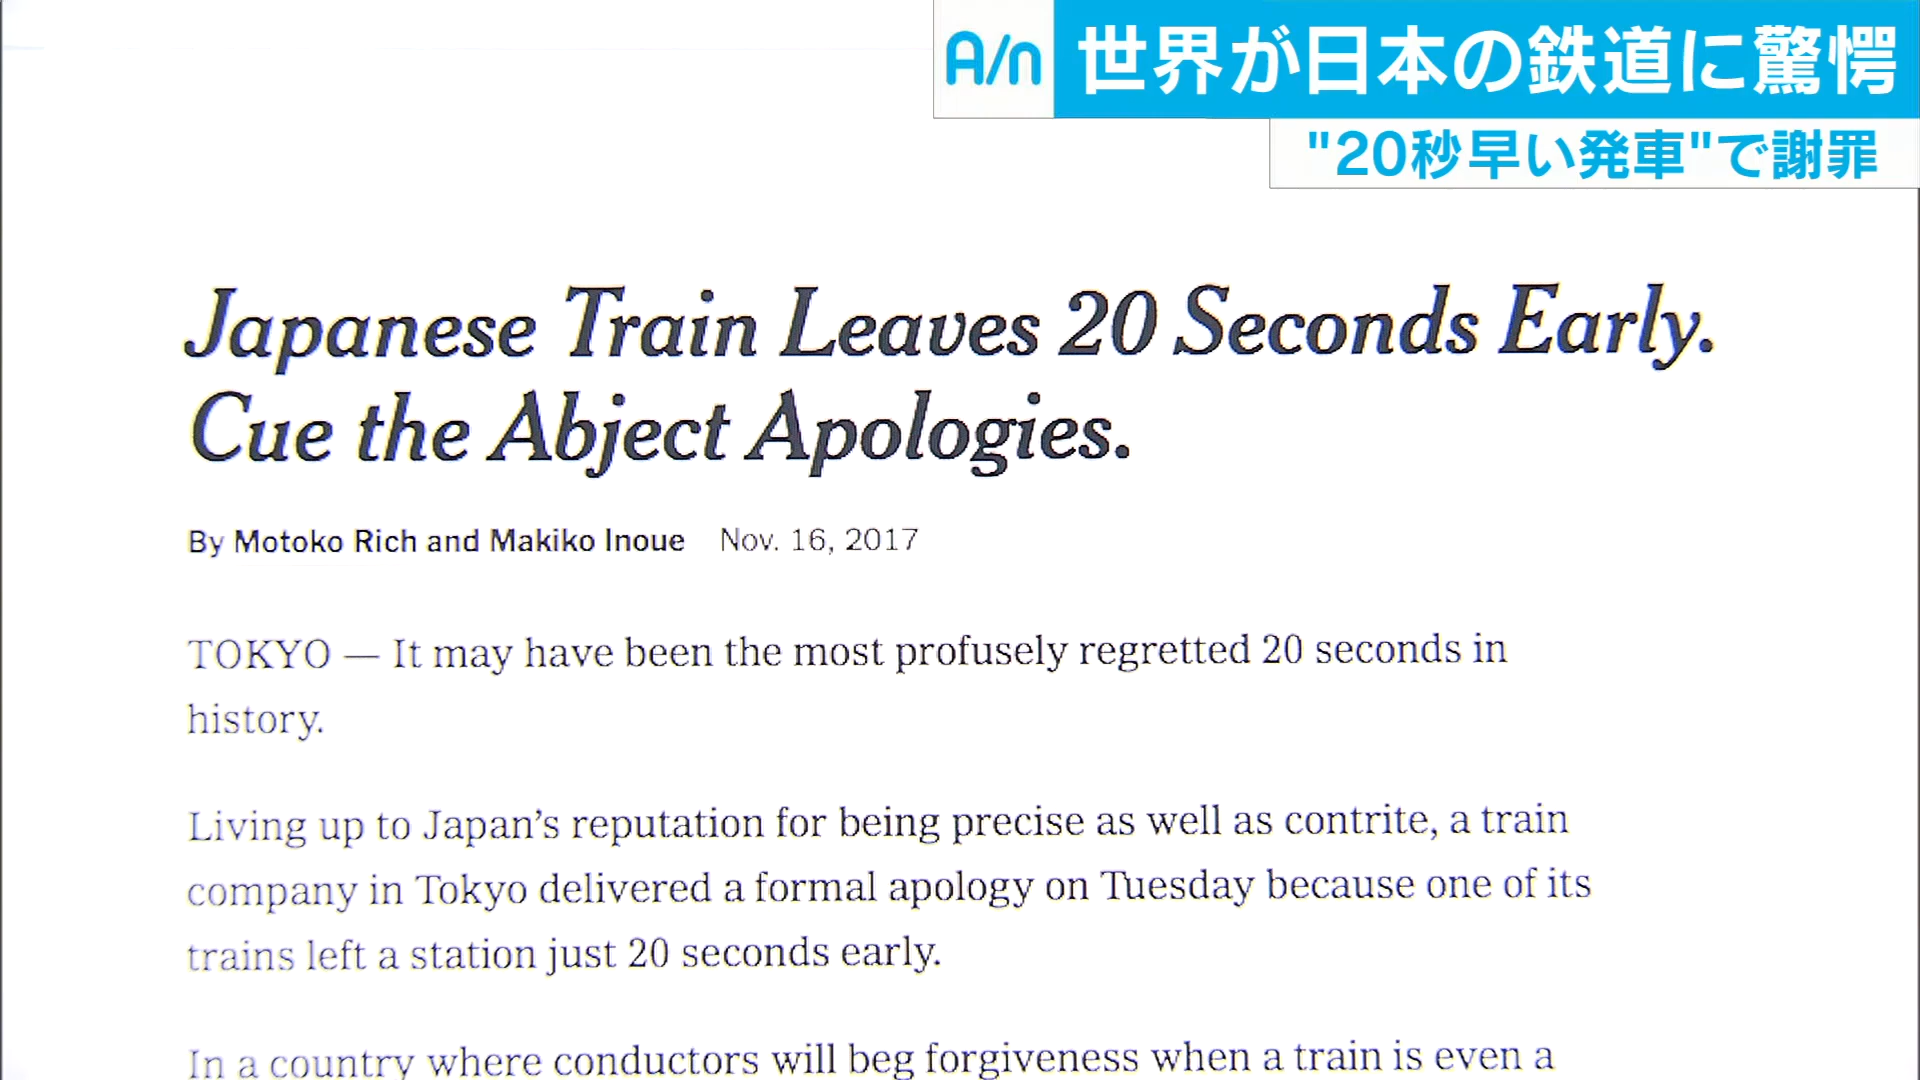 A/n
世界が日本の鉄道に驚愕
"20秒早い発車"で謝罪
Japanese Train Leaves 20 Seconds Early.
Cue the Abject Apologies.
By Motoko Rich and Makiko Inoue Nov. 16, 2017
TOKYO — It may have been the most profusely regretted 20 seconds in
history.
Living up to Japan’s reputation for being precise as well as contrite, a train
company in Tokyo delivered a formal apology on Tuesday because one of its
trains left a station just 20 seconds early.
In a country where conductors will beg forgiveness when a train is even a